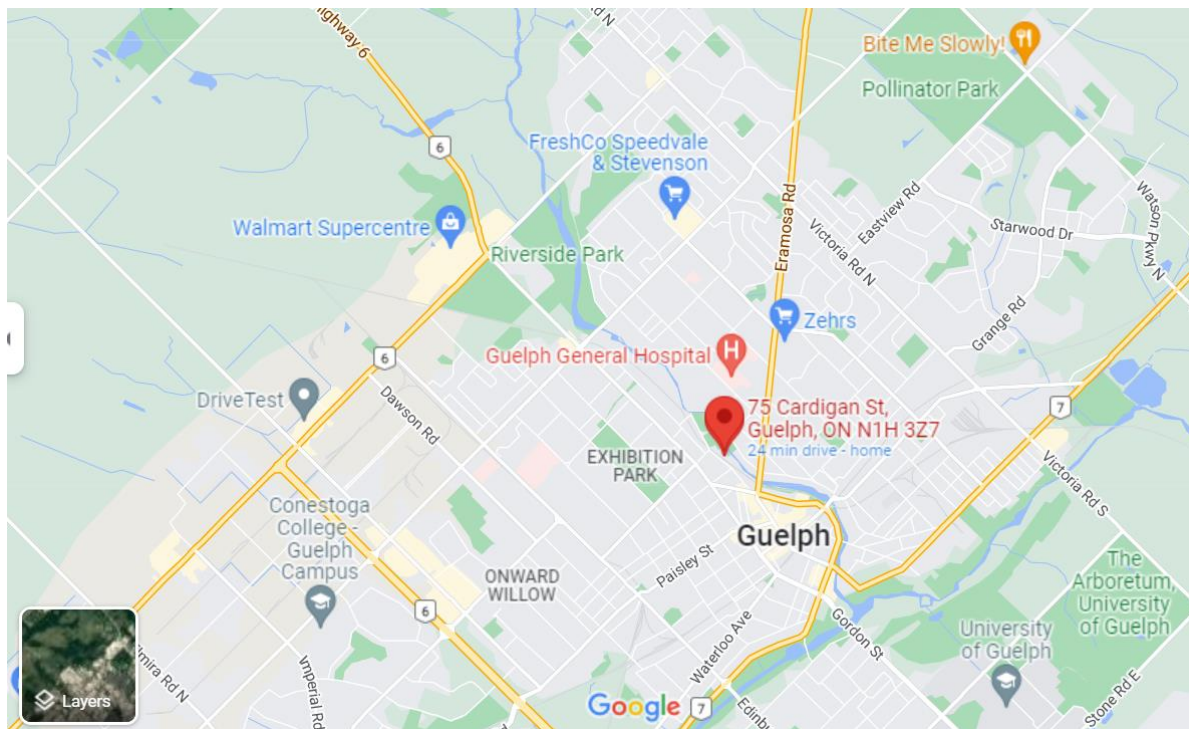 Highway 6
Rd N
Bite Me Slowly!
Pollinator Park
6
FreshCo Speedvale
& Stevenson
Eastview Rd
Watson Pkwy N
Walmart Supercentre
Starwood Dr
Riverside Park
Eramosa Rd
Victoria Rd N
Grange Rd
Zehrs
6
Guelph General Hospital
H
DriveTest
Dawson Rd
75 Cardigan St,
Guelph, ON N1H 3Z7
24 min drive - home
7
EXHIBITION
PARK
Victoria Rd S
Conestoga
College -
Guelph
Campus
Guelph
Paisley St
ONWARD
WILLOW
The
Arboretum,
University
of Guelph
6
Waterloo Ave
Gordon St
University
of Guelph
Elmira Rd N
Imperial Rd
Layers
Google
7
Edinb
Stone Rd E